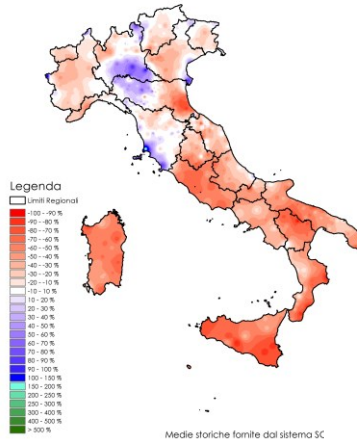 Legenda
Limiti Regionali
-100 - -90 %
-90 - -80 %
-80 - -70 %
-70 - -60 %
-60 - -50 %
-50 - -40 %
-40 - -30 %
-30 - -20 %
-20 - -10 %
-10 - 10 %
10 - 20 %
20 - 30 %
30 - 40 %
40 - 50 %
50 - 60 %
60 - 70 %
70 - 80 %
80 - 90 %
90 - 100 %
100 - 150 %
150 - 200 %
200 - 250 %
250 - 300 %
300 - 400 %
400 - 500 %
> 500 %
Medie storiche fornite dal sistema SC